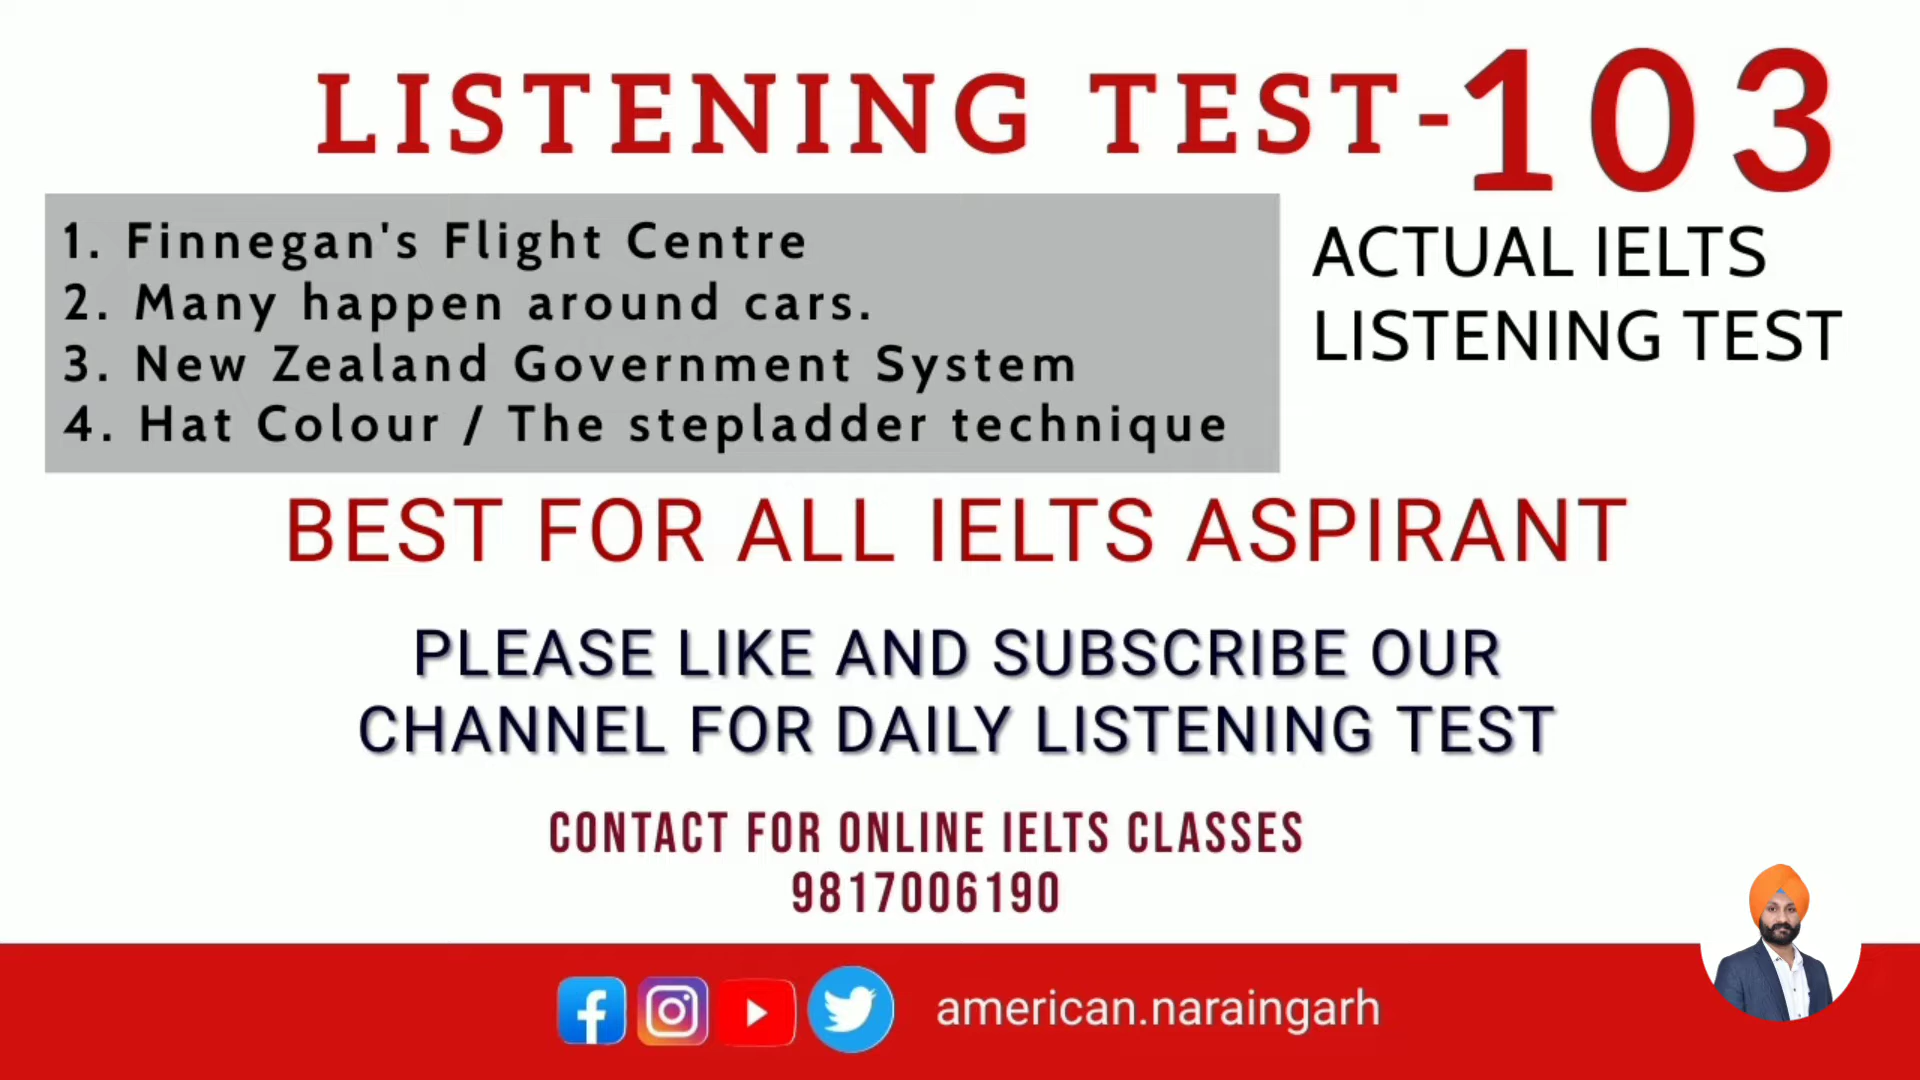 LISTENING TEST-103
1. Finnegan's Flight Centre
2. Many happen around cars.
3. New Zealand Government System
4. Hat Colour / The stepladder technique
ACTUAL IELTS
LISTENING TEST
BEST FOR ALL IELTS ASPIRANT
PLEASE LIKE AND SUBSCRIBE OUR
CHANNEL FOR DAILY LISTENING TEST
CONTACT FOR ONLINE IELTS CLASSES
9817006190
american.naraingarh